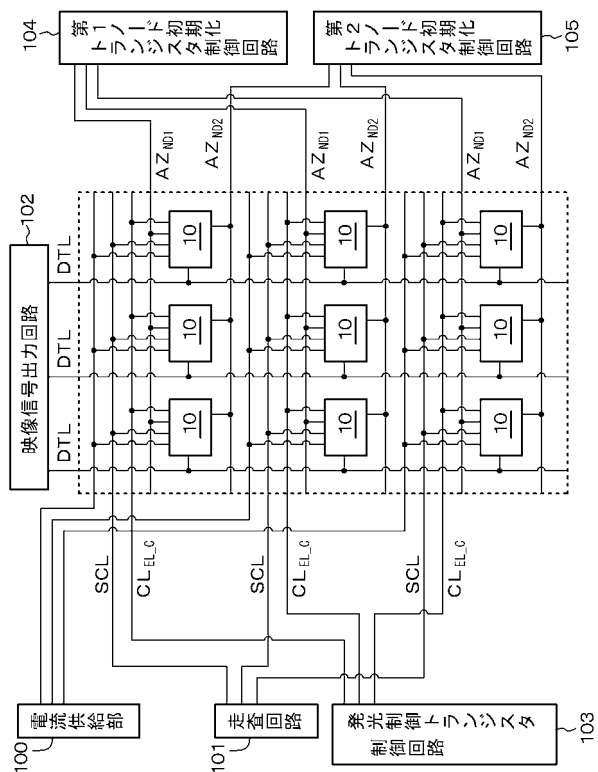 104
第1ノード初期化
トランジスタ
制御回路
第2ノード初期化
トランジスタ
制御回路
105
AZND1
AZND2
AZND1
AZND2
AZND1
AZND2
102
映像信号出力回路
DTL
DTL
DTL
10
10
10
10
10
10
10
10
10
SCL
CLEL_C
SCL
CLEL_C
SCL
CLEL_C
電流供給部
100
走査回路
101
発光制御トランジスタ
制御回路
103